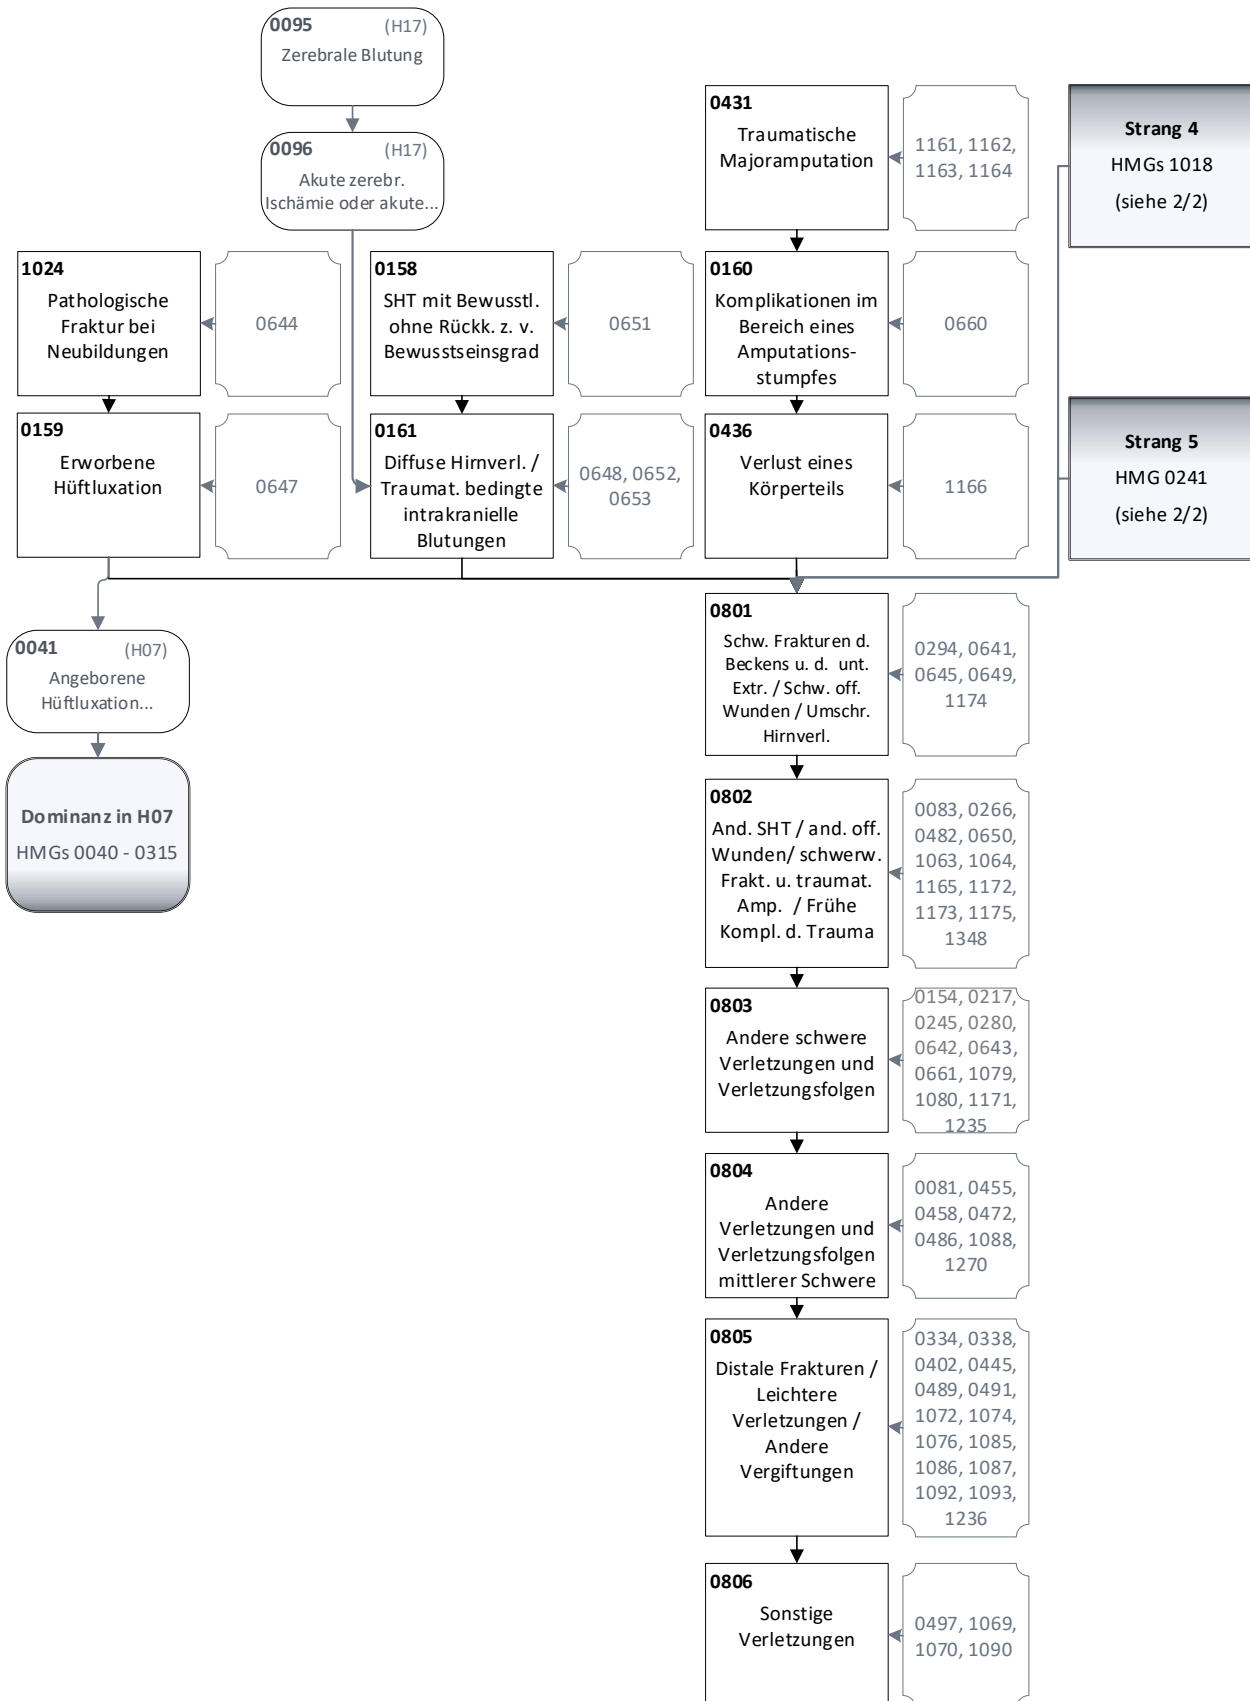 0095 (H17)
Zerebrale Blutung
0096 (H17)
Akute zerebr.
Ischämie oder akute...
0431
Traumatische
Majoramputation
1161, 1162,
1163, 1164
Strang 4
HMGs 1018
(siehe 2/2)
1024
Pathologische
Fraktur bei
Neubildungen
0644
0158
SHT mit Bewusstl.
ohne Rückk. z. v.
Bewusstseinsgrad
0651
0160
Komplikationen im
Bereich eines
Amputations-
stumpfes
0660
0159
Erworbene
Hüftluxation
0647
0161
Diffuse Hirnverl. /
Traumat. bedingte
intrakranielle
Blutungen
0648, 0652,
0653
0436
Verlust eines
Körperteils
1166
Strang 5
HMG 0241
(siehe 2/2)
0041 (H07)
Angeborene
Hüftluxation...
Dominanz in H07
HMGs 0040 - 0315
0801
Schw. Frakturen d.
Beckens u. d. unt.
Extr. / Schw. off.
Wunden / Umschr.
Hirnverl.
0294, 0641,
0645, 0649,
1174
0802
And. SHT / and. off.
Wunden/ schwerw.
Frakt. u. traumat.
Amp. / Frühe
Kompl. d. Trauma
0083, 0266,
0482, 0650,
1063, 1064,
1165, 1172,
1173, 1175,
1348
0803
Andere schwere
Verletzungen und
Verletzungsfolgen
0154, 0217,
0245, 0280,
0642, 0643,
0661, 1079,
1080, 1171,
1235
0804
Andere
Verletzungen und
Verletzungsfolgen
mittlerer Schwere
0081, 0455,
0458, 0472,
0486, 1088,
1270
0805
Distale Frakturen /
Leichtere
Verletzungen /
Andere
Vergiftungen
0334, 0338,
0402, 0445,
0489, 0491,
1072, 1074,
1076, 1085,
1086, 1087,
1092, 1093,
1236
0806
Sonstige
Verletzungen
0497, 1069,
1070, 1090